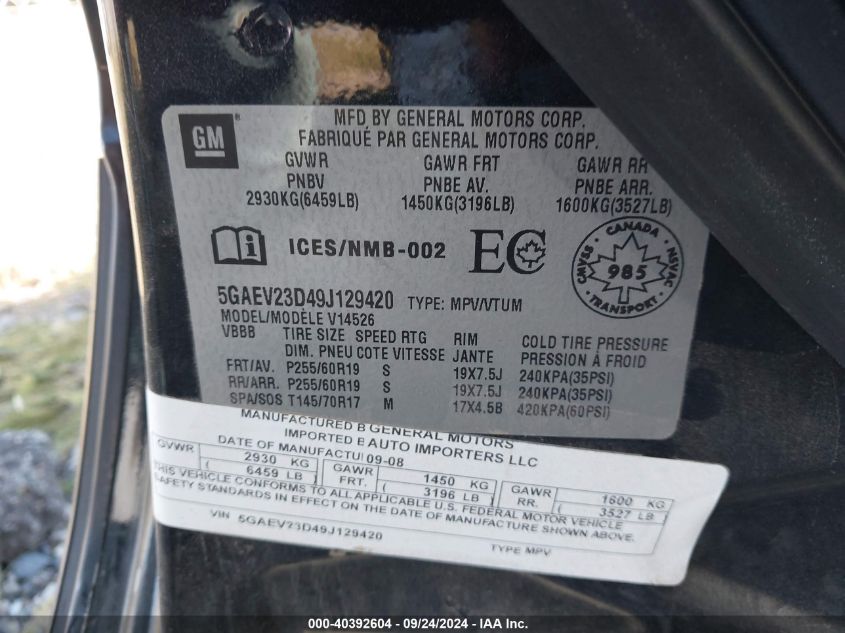 MFD BY GENERAL MOTORS CORP.
FABRIQUÉ PAR GENERAL MOTORS CORP.
GM®
GVWR GAWR FRT GAWR RR
PNBV PNBE AV. PNBE ARR.
2930KG(6459LB) 1450KG(3196LB) 1600KG(3527LB)
i ICES/NMB-002 EC
CANADA
CMVSS NSVAC
985
TRANSPORT
5GAEV23D49J129420 TYPE: MPV/VTUM
MODEL/MODÈLE V14526
VBBB TIRE SIZE SPEED RTG RIM COLD TIRE PRESSURE
DIM. PNEU COTE VITESSE JANTE PRESSION À FROID
FRT/AV. P255/60R19 S 19X7.5J 240KPA(35PSI)
RR/ARR. P255/60R19 S 19X7.5J 240KPA(35PSI)
SPA/SOS T145/70R17 M 17X4.5B 420KPA(60PSI)
MANUFACTURED B GENERAL MOTORS
IMPORTED B AUTO IMPORTERS LLC
DATE OF MANUFACTU 09-08
GVWR 2930 KG GAWR 1450 KG GAWR 1600 KG
( 6459 LB ) FRT. ( 3196 LB ) RR. ( 3527 LB )
THIS VEHICLE CONFORMS TO ALL APPLICABLE U.S. FEDERAL MOTOR VEHICLE
SAFETY STANDARDS IN EFFECT ON THE DATE OF MANUFACTURE SHOWN ABOVE.
VIN 5GAEV23D49J129420 TYPE MPV
000-40392604 - 09/24/2024 - IAA Inc.